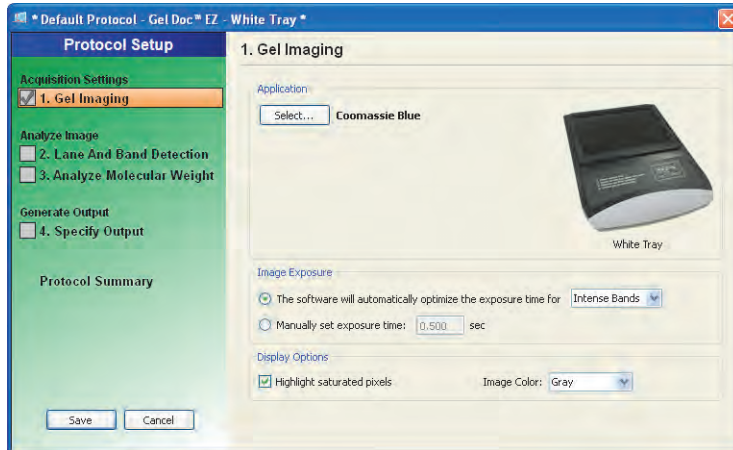 * Default Protocol - Gel Doc™ EZ - White Tray *
Protocol Setup
Acquisition Settings
1. Gel Imaging
Analyze Image
2. Lane And Band Detection
3. Analyze Molecular Weight
Generate Output
4. Specify Output
Protocol Summary
Save
Cancel
1. Gel Imaging
Application
Select...
Coomassie Blue
White Tray
Image Exposure
The software will automatically optimize the exposure time for Intense Bands
Manually set exposure time: 0.500 sec
Display Options
Highlight saturated pixels
Image Color: Gray